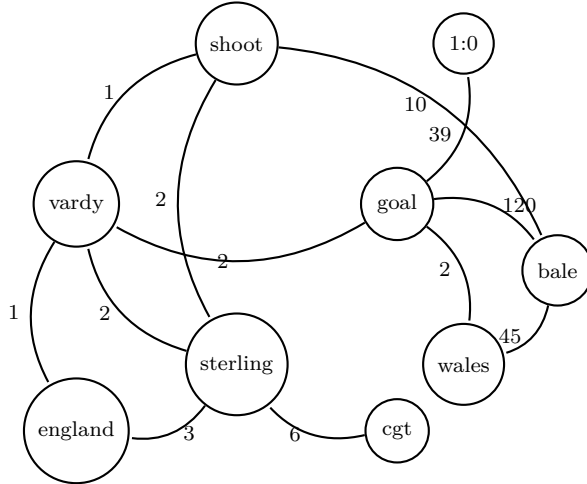 shoot
1:0
1
10
39
vardy
2
goal
120
2
bale
2
1
2
45
sterling
wales
england
3
6
cgt